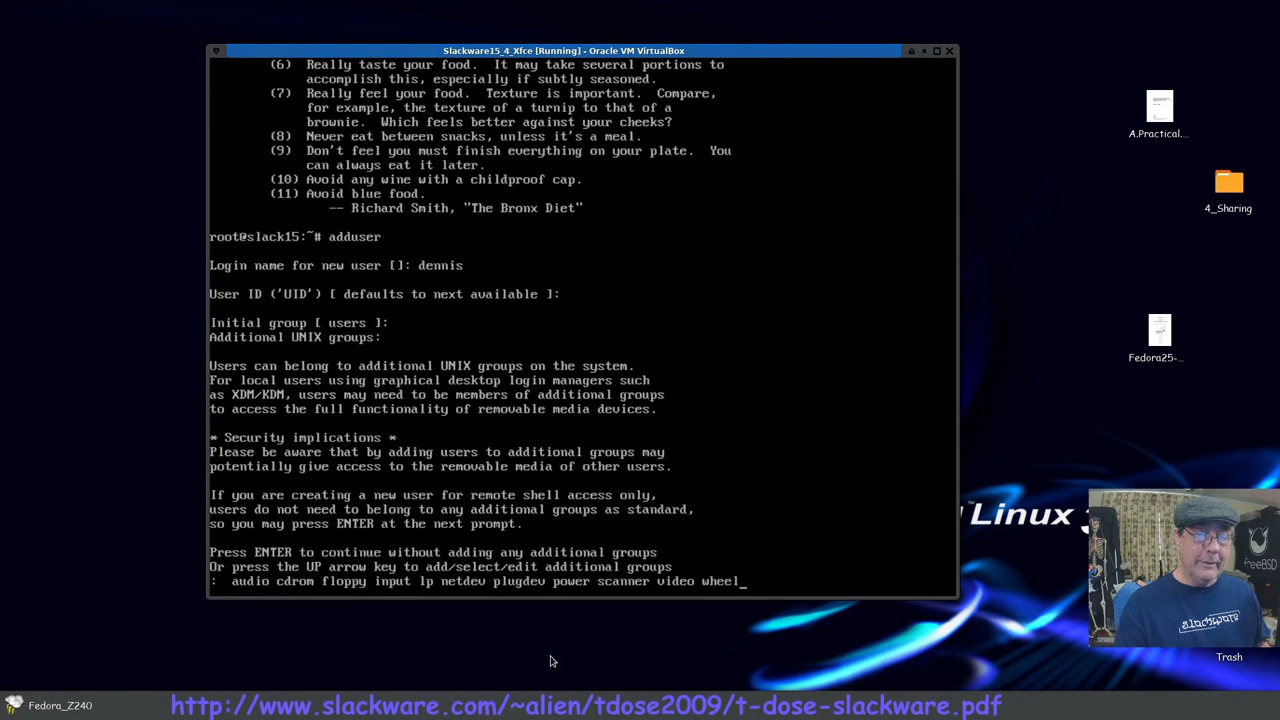 Slackware15_4_Xfce [Running] - Oracle VM VirtualBox
(6) Really taste your food. It may take several portions to
accomplish this, especially if subtly seasoned.
(7) Really feel your food. Texture is important. Compare,
for example, the texture of a turnip to that of a
brownie. Which feels better against your cheeks?
(8) Never eat between snacks, unless it's a meal.
(9) Don't feel you must finish everything on your plate. You
can always eat it later.
(10) Avoid any wine with a childproof cap.
(11) Avoid blue food.
-- Richard Smith, "The Bronx Diet"
root@slack15:~# adduser
Login name for new user []: dennis
User ID ('UID') [ defaults to next available ]:
Initial group [ users ]:
Additional UNIX groups:
Users can belong to additional UNIX groups on the system.
For local users using graphical desktop login managers such
as XDM/KDM, users may need to be members of additional groups
to access the full functionality of removable media devices.
* Security implications *
Please be aware that by adding users to additional groups may
potentially give access to the removable media of other users.
If you are creating a new user for remote shell access only,
users do not need to belong to any additional groups as standard,
so you may press ENTER at the next prompt.
Press ENTER to continue without adding any additional groups
Or press the UP arrow key to add/select/edit additional groups
: audio cdrom floppy input lp netdev plugdev power scanner video wheel_
A.Practical....
4_Sharing
Fedora25-...
Linux
FreeBSD
slackware
Trash
Fedora_Z240
http://www.slackware.com/~alien/tdose2009/t-dose-slackware.pdf